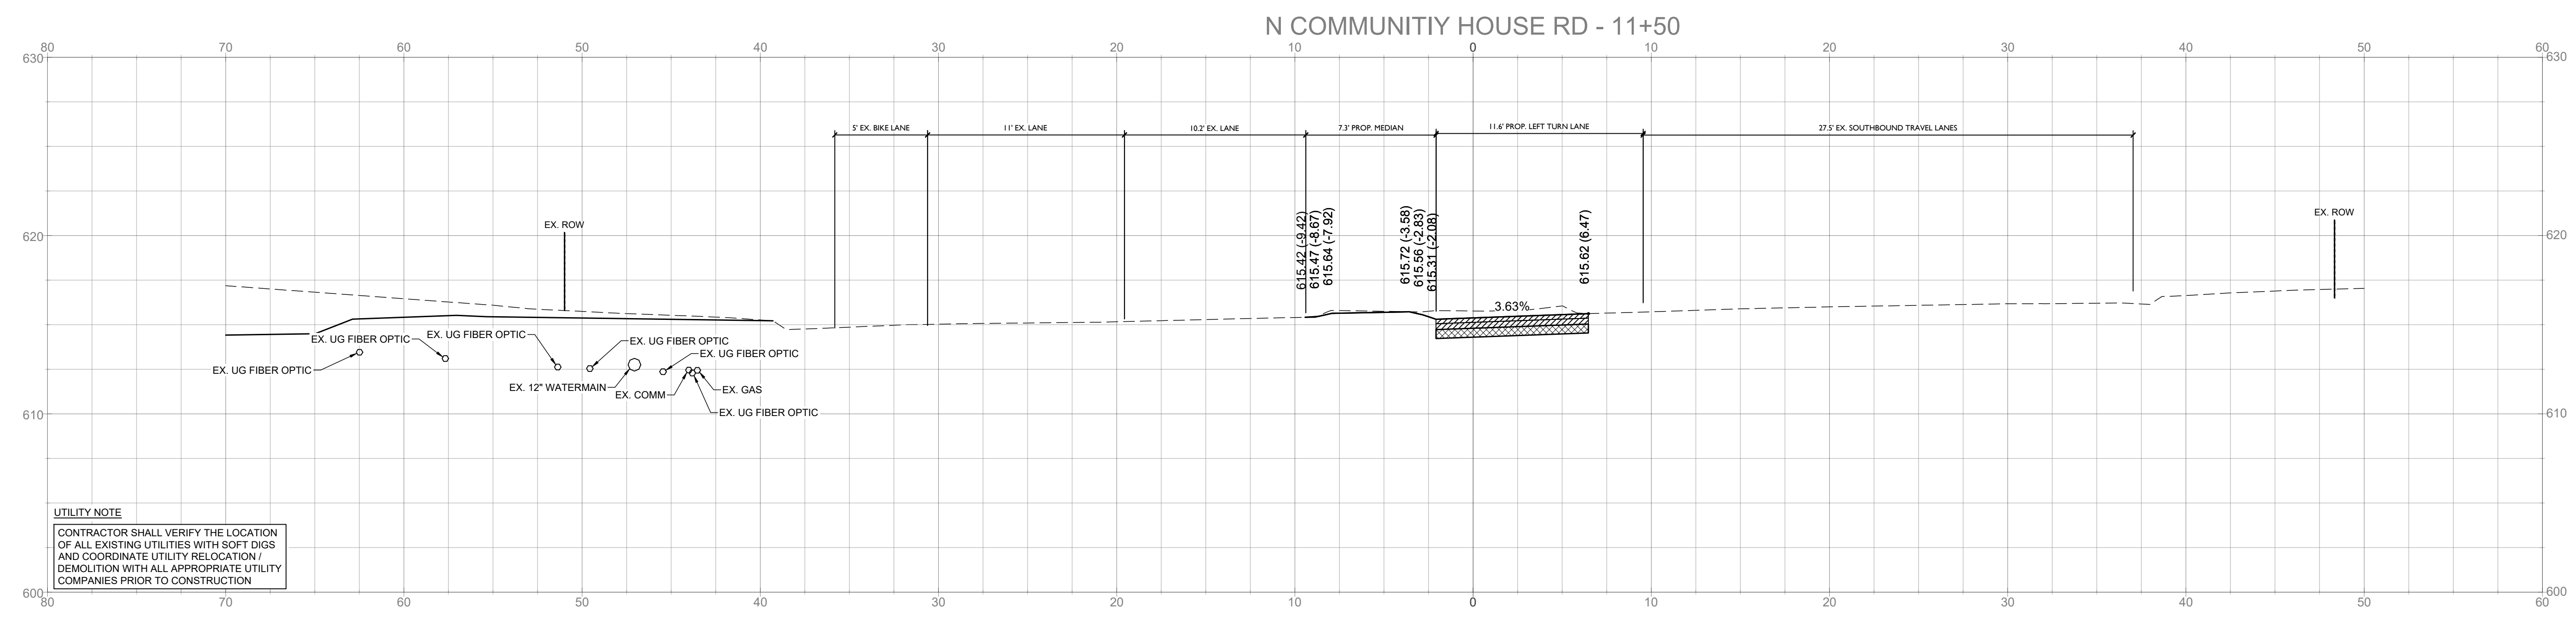 N COMMUNITIY HOUSE RD - 11+50
80 70 60 50 40 30 20 10 0 10 20 30 40 50 60
630 630
5' EX. BIKE LANE 11' EX. LANE 10.2' EX. LANE 7.3' PROP. MEDIAN 11.6' PROP. LEFT TURN LANE 27.5' EX. SOUTHBOUND TRAVEL LANES
615.42 (-9.42)
615.47 (-8.67)
615.64 (-7.92)
615.72 (-3.58)
615.56 (-2.83)
615.31 (-2.08)
615.62 (6.47)
EX. ROW EX. ROW
620 620
3.63%
EX. UG FIBER OPTIC
EX. UG FIBER OPTIC
EX. UG FIBER OPTIC
EX. UG FIBER OPTIC
EX. UG FIBER OPTIC
EX. 12" WATERMAIN
EX. COMM
EX. GAS
EX. UG FIBER OPTIC
610 610
UTILITY NOTE
CONTRACTOR SHALL VERIFY THE LOCATION
OF ALL EXISTING UTILITIES WITH SOFT DIGS
AND COORDINATE UTILITY RELOCATION /
DEMOLITION WITH ALL APPROPRIATE UTILITY
COMPANIES PRIOR TO CONSTRUCTION
600 600
80 70 60 50 40 30 20 10 0 10 20 30 40 50 60